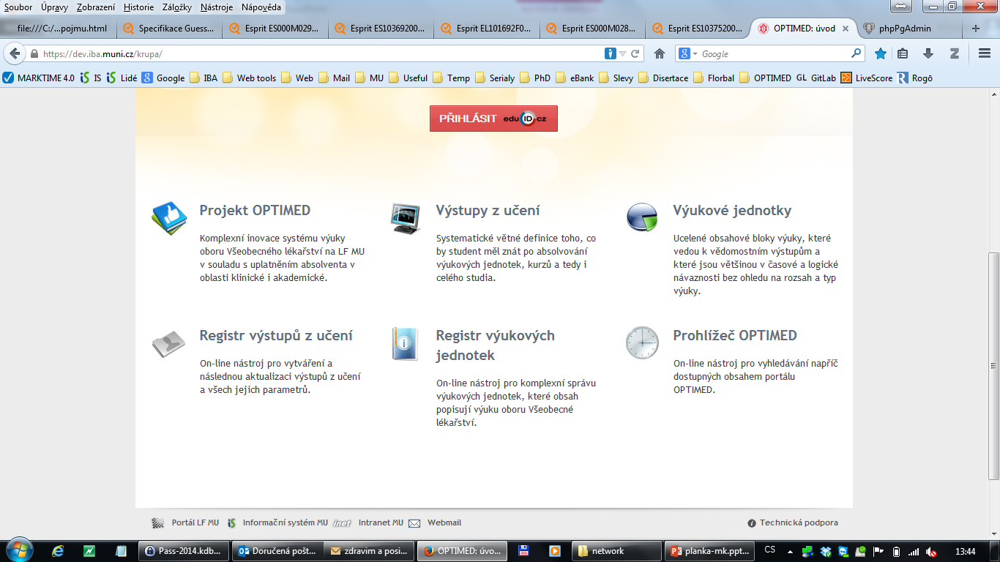 Soubor Úpravy Zobrazení Historie Záložky Nástroje Nápověda
file:///C:/...pojmu.html Specifikace Guess... Esprit ES000M029... Esprit ES10369200... Esprit EL101692F0... Esprit ES000M028... Esprit ES10375200... OPTIMED: úvod phpPgAdmin
https://dev.iba.muni.cz/krupa/ Google
MARKTIME 4.0 IS Lidé Google IBA Web tools Web Mail MU Useful Temp Serialy PhD eBank Slevy Disertace Florbal OPTIMED GL GitLab LiveScore Rogō
PŘIHLÁSIT eduID.cz
Projekt OPTIMED
Komplexní inovace systému výuky
oboru Všeobecného lékařství na LF MU
v souladu s uplatněním absolventa v
oblasti klinické i akademické.
Výstupy z učení
Systematické větné definice toho, co
by student měl znát po absolvování
výukových jednotek, kurzů a tedy i
celého studia.
Výukové jednotky
Ucelené obsahové bloky výuky, které
vedou k vědomostním výstupům a
které jsou většinou v časové a logické
návaznosti bez ohledu na rozsah a typ
výuky.
Registr výstupů z učení
On-line nástroj pro vytváření a
následnou aktualizaci výstupů z učení
a všech jejich parametrů.
Registr výukových
jednotek
On-line nástroj pro komplexní správu
výukových jednotek, které obsah
popisují výuku oboru Všeobecné
lékařství.
Prohlížeč OPTIMED
On-line nástroj pro vyhledávání napříč
dostupných obsahem portálu
OPTIMED.
Portál LF MU Informační systém MU inet Intranet MU Webmail Technická podpora
Pass-2014.kdb... Doručená pošt... zdravim a posi... OPTIMED: úvo... network planka-mk.ppt... CS 13:44